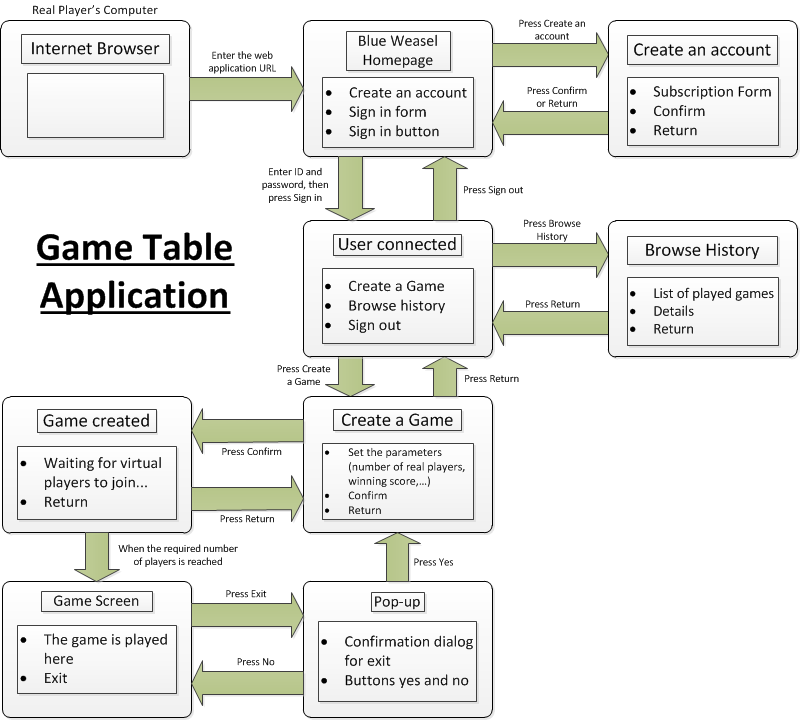 Real Player's Computer
Internet Browser
Enter the web
application URL
Blue Weasel
Homepage
• Create an account
• Sign in form
• Sign in button
Press Create an
account
Press Confirm
or Return
Create an account
• Subscription Form
• Confirm
• Return
Enter ID and
password, then
press Sign in
Press Sign out
Game Table
Application
User connected
• Create a Game
• Browse history
• Sign out
Press Browse
History
Press Return
Browse History
• List of played games
• Details
• Return
Press Create
a Game
Press Return
Game created
• Waiting for virtual
players to join...
• Return
Press Confirm
Press Return
Create a Game
• Set the parameters
(number of real players,
winning score,...)
• Confirm
• Return
When the required number
of players is reached
Press Yes
Game Screen
• The game is played
here
• Exit
Press Exit
Press No
Pop-up
• Confirmation dialog
for exit
• Buttons yes and no